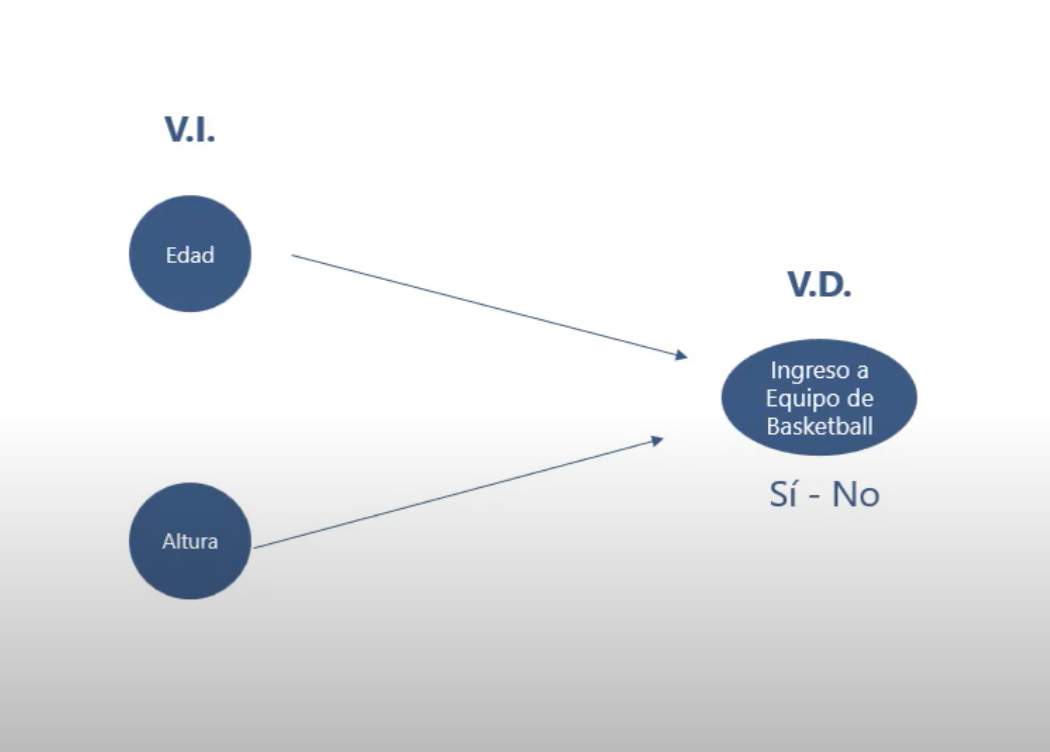 V.I.
Edad
Altura
V.D.
Ingreso a
Equipo de
Basketball
Sí - No